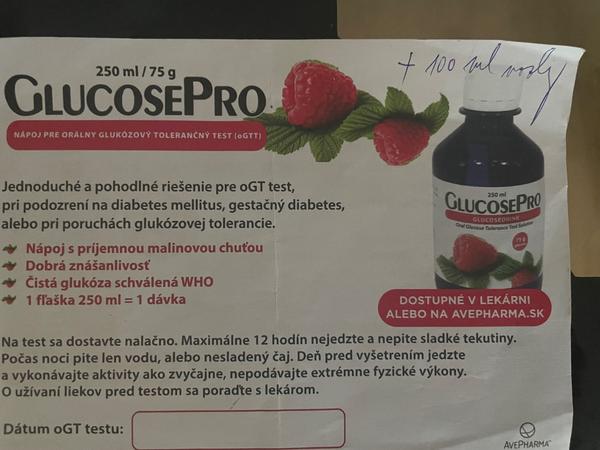 + 100 ml vody
250 ml / 75 g
GLUCOSEPRO
NÁPOJ PRE ORÁLNY GLUKÓZOVÝ TOLERANČNÝ TEST (oGTT)
Jednoduché a pohodlné riešenie pre oGT test,
pri podozrení na diabetes mellitus, gestačný diabetes,
alebo pri poruchách glukózovej tolerancie.
Nápoj s príjemnou malinovou chuťou
Dobrá znášanlivosť
Čistá glukóza schválená WHO
1 fľaška 250 ml = 1 dávka
250 ml
GLUCOSEPRO
GLUCOSEDRINK
Oral Glucose Tolerance Test Solution
75 g
DOSTUPNÉ V LEKÁRNI
ALEBO NA AVEPHARMA.SK
Na test sa dostavte nalačno. Maximálne 12 hodín nejedzte a nepite sladké tekutiny.
Počas noci pite len vodu, alebo nesladený čaj. Deň pred vyšetrením jedzte
a vykonávajte aktivity ako zvyčajne, nepodávajte extrémne fyzické výkony.
O užívaní liekov pred testom sa poraďte s lekárom.
Dátum oGT testu:
AVEPHARMA